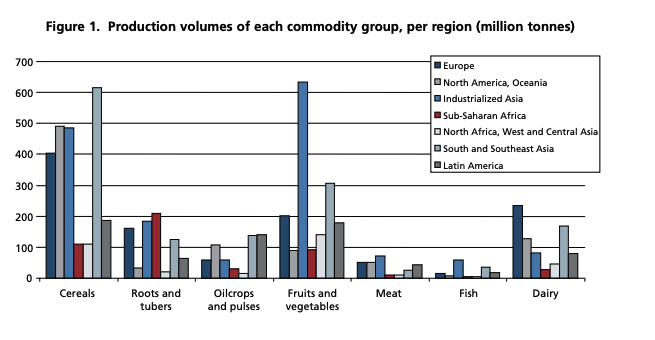 Figure 1.  Production volumes of each commodity group, per region (million tonnes)
700
600
500
400
300
200
100
0
Europe
North America, Oceania
Industrialized Asia
Sub-Saharan Africa
North Africa, West and Central Asia
South and Southeast Asia
Latin America
Cereals
Roots and
tubers
Oilcrops
and pulses
Fruits and
vegetables
Meat
Fish
Dairy